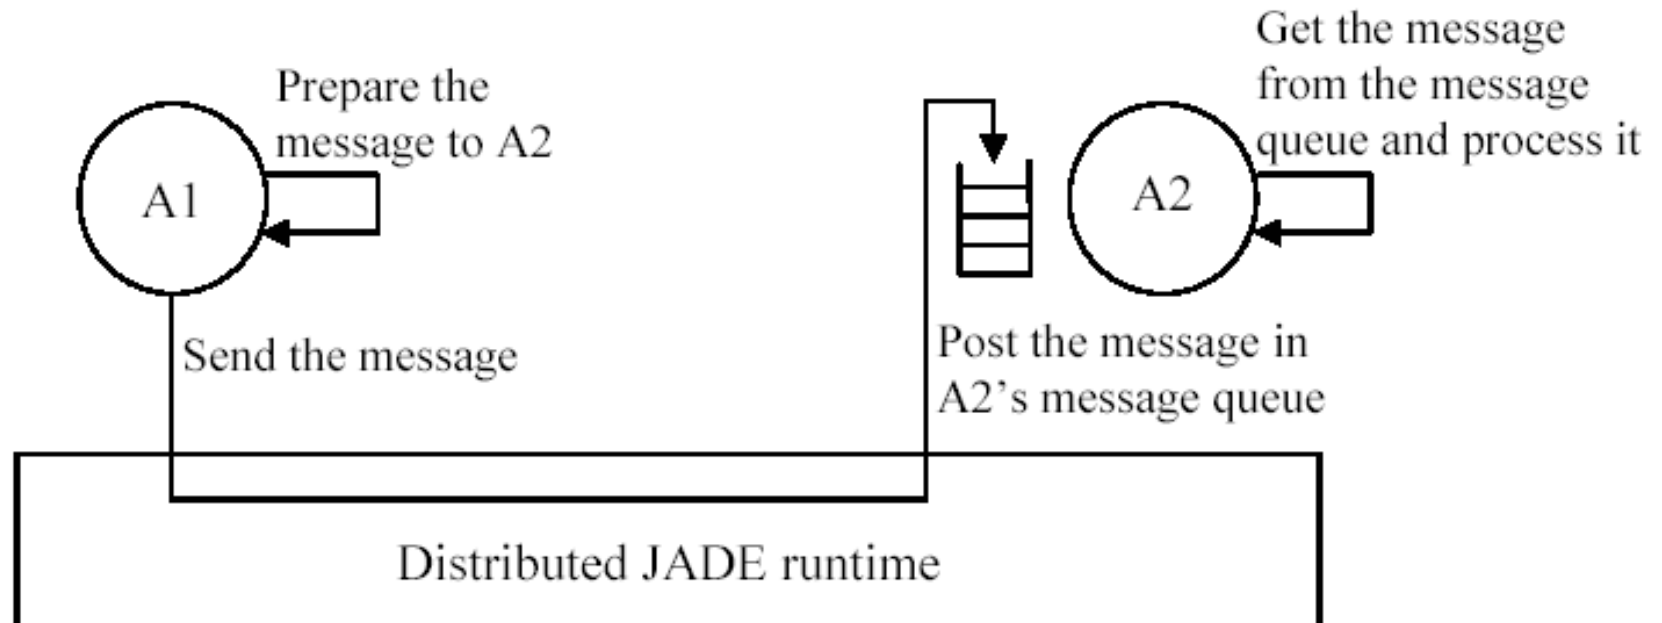 Prepare the
message to A2
A1
Send the message
Get the message
from the message
queue and process it
A2
Post the message in
A2’s message queue
Distributed JADE runtime